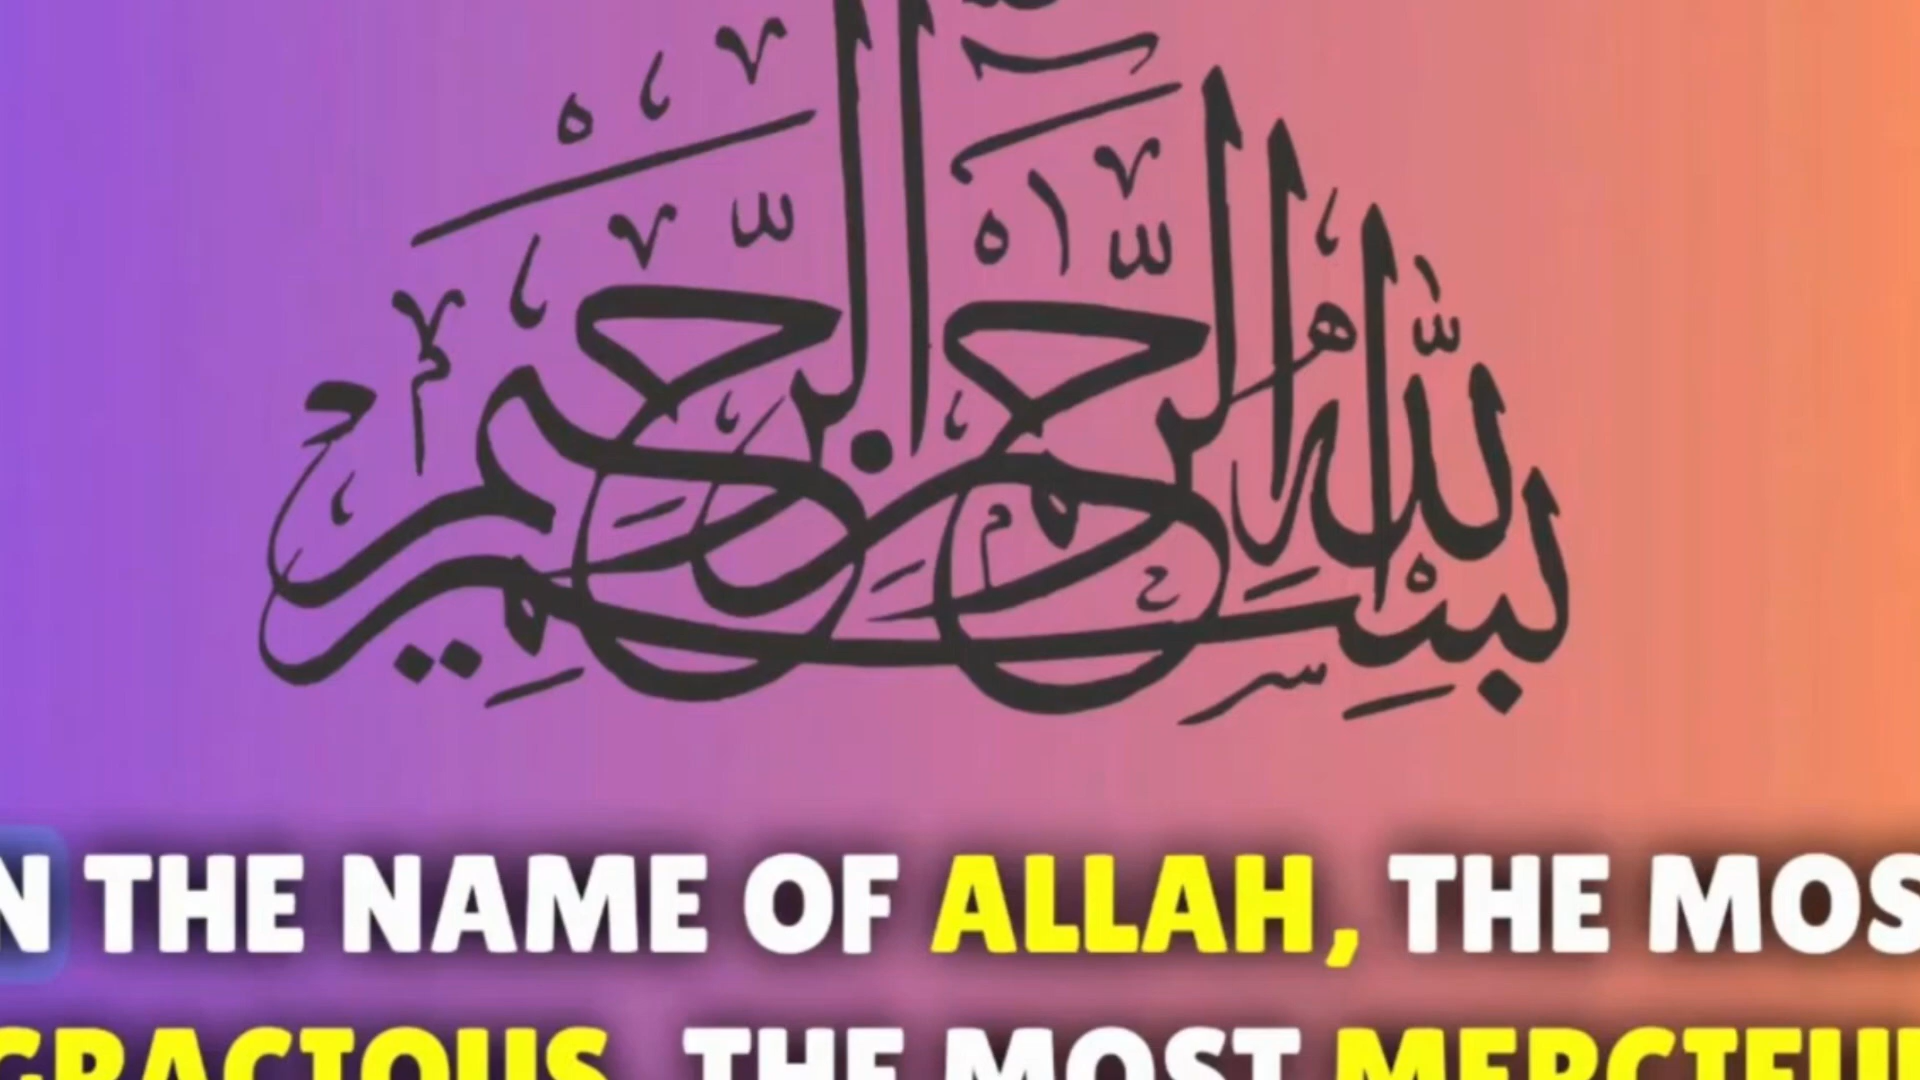 بسم الله الرحمن الرحيم
N THE NAME OF ALLAH, THE MOS
GRACIOUS, THE MOST MERCIFUL